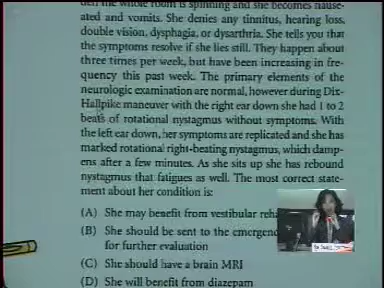 den the whole room is spinning and she becomes nause-
ated and vomits. She denies any tinnitus, hearing loss,
double vision, dysphagia, or dysarthria. She tells you that
the symptoms resolve if she lies still. They happen about
three times per week, but have been increasing in fre-
quency this past week. The primary elements of the
neurologic examination are normal, however during Dix-
Hallpike maneuver with the right ear down she had 1 to 2
beats of rotational nystagmus without symptoms. With
the left ear down, her symptoms are replicated and she has
marked rotational right-beating nystagmus, which damp-
ens after a few minutes. As she sits up she has rebound
nystagmus that fatigues as well. The most correct state-
ment about her condition is:
(A) She may benefit from vestibular
(B) She should be sent to the
for further evaluation
(C) She should have a brain MRI
(D) She will benefit from diazepam